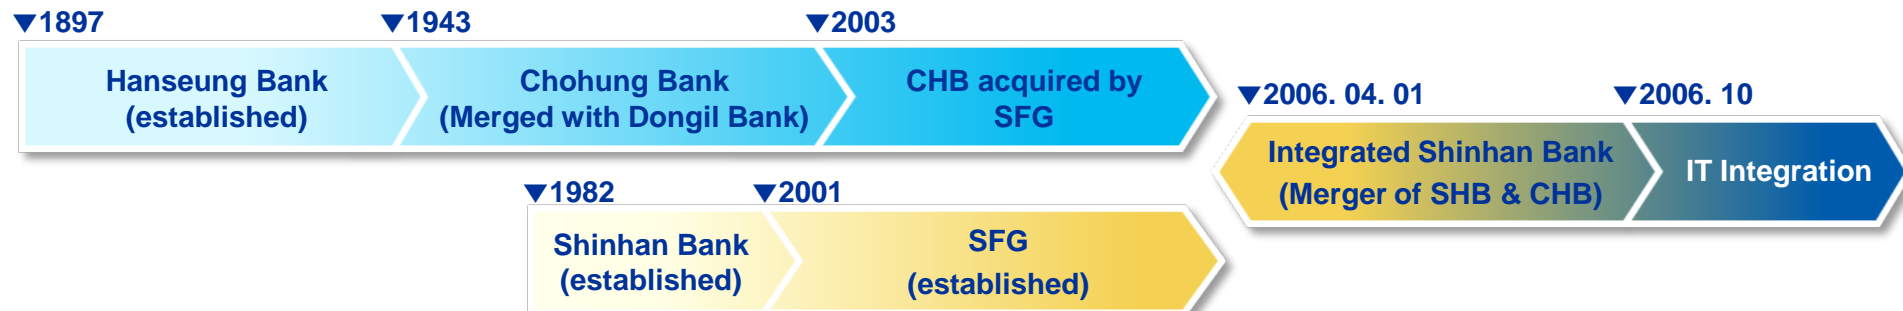 ▼1897
▼1943
▼2003
Hanseung Bank
(established)
Chohung Bank
(Merged with Dongil Bank)
CHB acquired by
SFG
▼2006. 04. 01
▼2006. 10
Integrated Shinhan Bank
(Merger of SHB & CHB)
IT Integration
▼1982
▼2001
Shinhan Bank
(established)
SFG
(established)